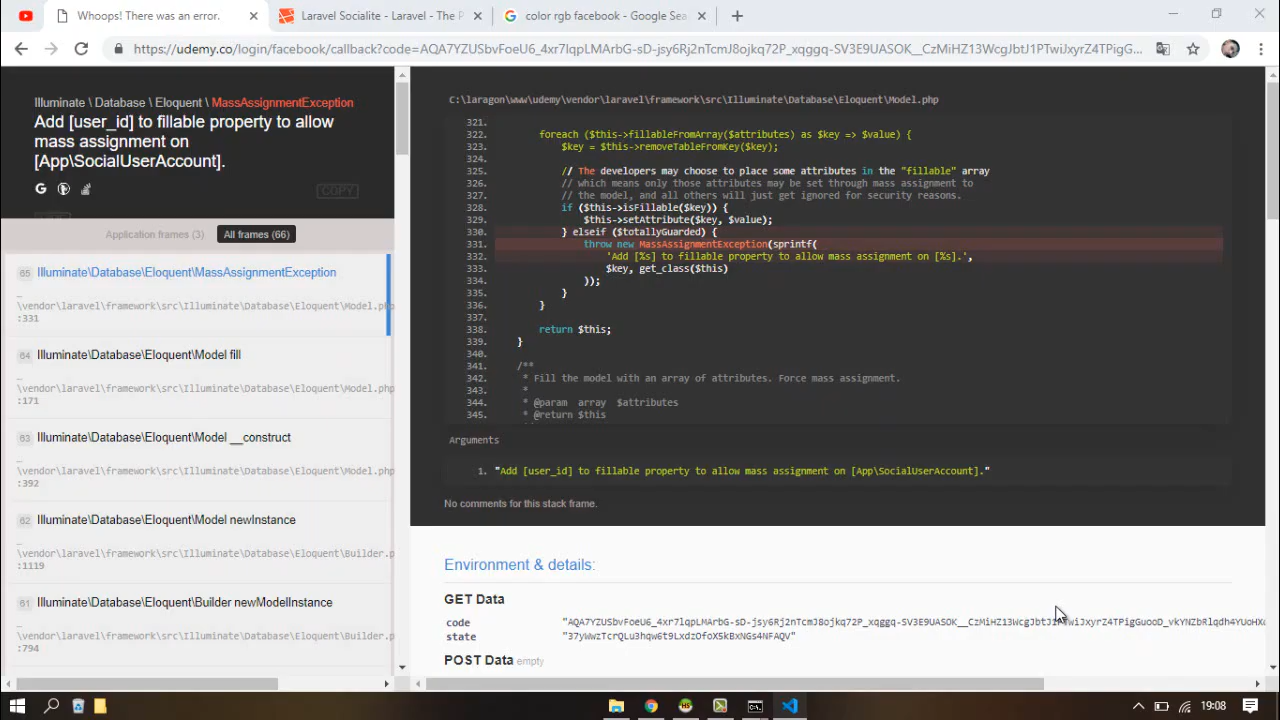 Whoops! There was an error.
Laravel Socialite - Laravel - The P
color rgb facebook - Google Sea
Illuminate \ Database \ Eloquent \ MassAssignmentException
Add [user_id] to fillable property to allow
mass assignment on
[App\SocialUserAccount].
COPY
Application frames (3)
All frames (66)
65 Illuminate\Database\Eloquent\MassAssignmentException
…
\vendor\laravel\framework\src\Illuminate\Database\Eloquent\Model.php
:331
64 Illuminate\Database\Eloquent\Model fill
…
\vendor\laravel\framework\src\Illuminate\Database\Eloquent\Model.php
:171
63 Illuminate\Database\Eloquent\Model __construct
…
\vendor\laravel\framework\src\Illuminate\Database\Eloquent\Model.php
:392
62 Illuminate\Database\Eloquent\Model newInstance
…
\vendor\laravel\framework\src\Illuminate\Database\Eloquent\Builder.p
:1119
61 Illuminate\Database\Eloquent\Builder newModelInstance
…
\vendor\laravel\framework\src\Illuminate\Database\Eloquent\Builder.p
:794
C:\laragon\www\udemy\vendor\laravel\framework\src\Illuminate\Database\Eloquent\Model.php
321.
322. foreach ($this->fillableFromArray($attributes) as $key => $value) {
323. $key = $this->removeTableFromKey($key);
324.
325. // The developers may choose to place some attributes in the "fillable" array
326. // which means only those attributes may be set through mass assignment to
327. // the model, and all others will just get ignored for security reasons.
328. if ($this->isFillable($key)) {
329. $this->setAttribute($key, $value);
330. } elseif ($totallyGuarded) {
331. throw new MassAssignmentException(sprintf(
332. 'Add [%s] to fillable property to allow mass assignment on [%s].',
333. $key, get_class($this)
334. ));
335. }
336. }
337.
338. return $this;
339. }
340.
341. /**
342. * Fill the model with an array of attributes. Force mass assignment.
343. *
344. * @param array $attributes
345. * @return $this
Arguments
1. "Add [user_id] to fillable property to allow mass assignment on [App\SocialUserAccount]."
No comments for this stack frame.
Environment & details:
GET Data
code
state
POST Data empty
19:08